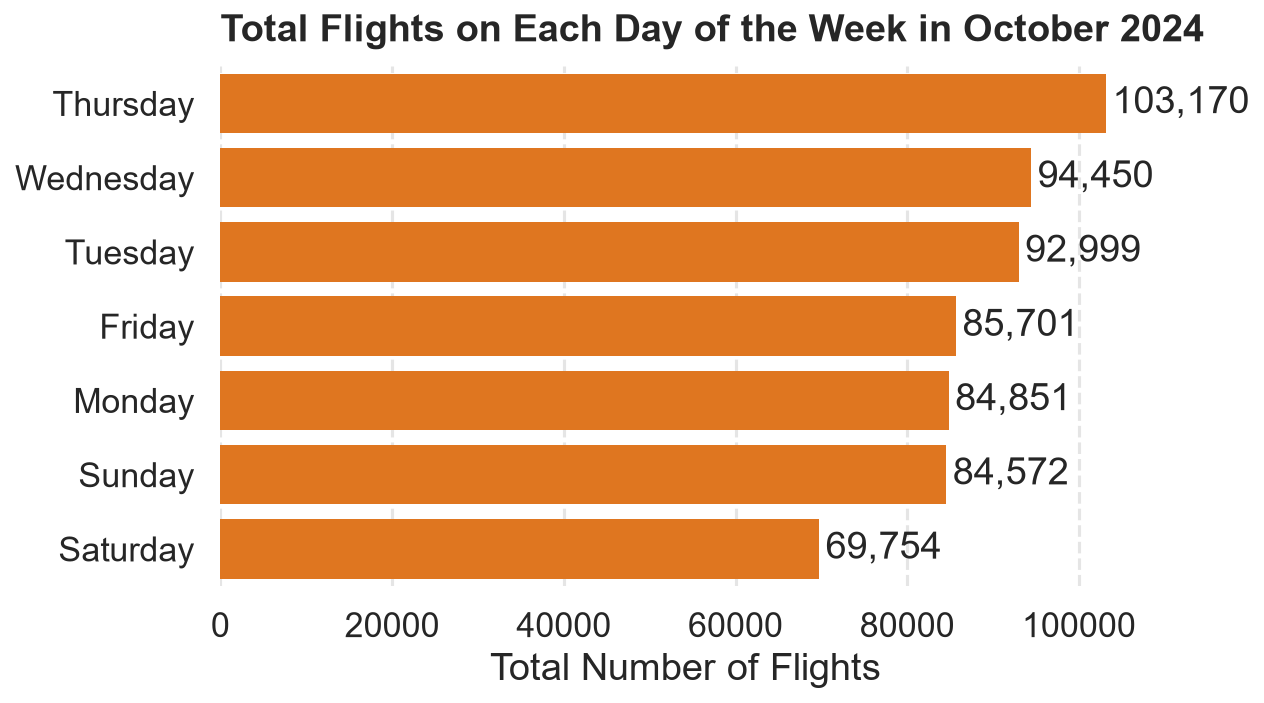 Total Flights on Each Day of the Week in October 2024
Thursday 103,170
Wednesday 94,450
Tuesday 92,999
Friday 85,701
Monday 84,851
Sunday 84,572
Saturday 69,754
0 20000 40000 60000 80000 100000
Total Number of Flights